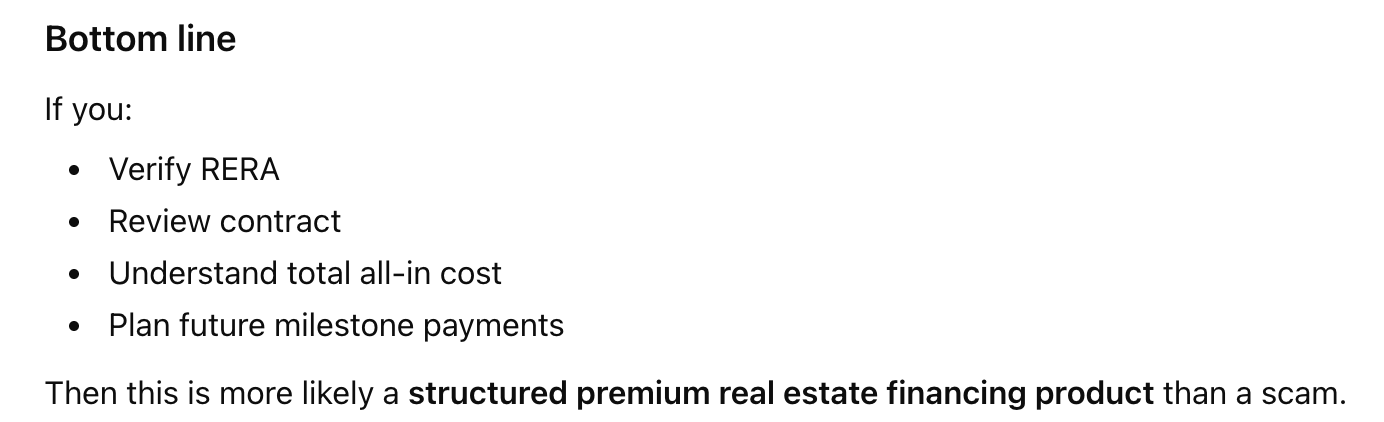 Bottom line
If you:
• Verify RERA
• Review contract
• Understand total all-in cost
• Plan future milestone payments
Then this is more likely a structured premium real estate financing product than a scam.